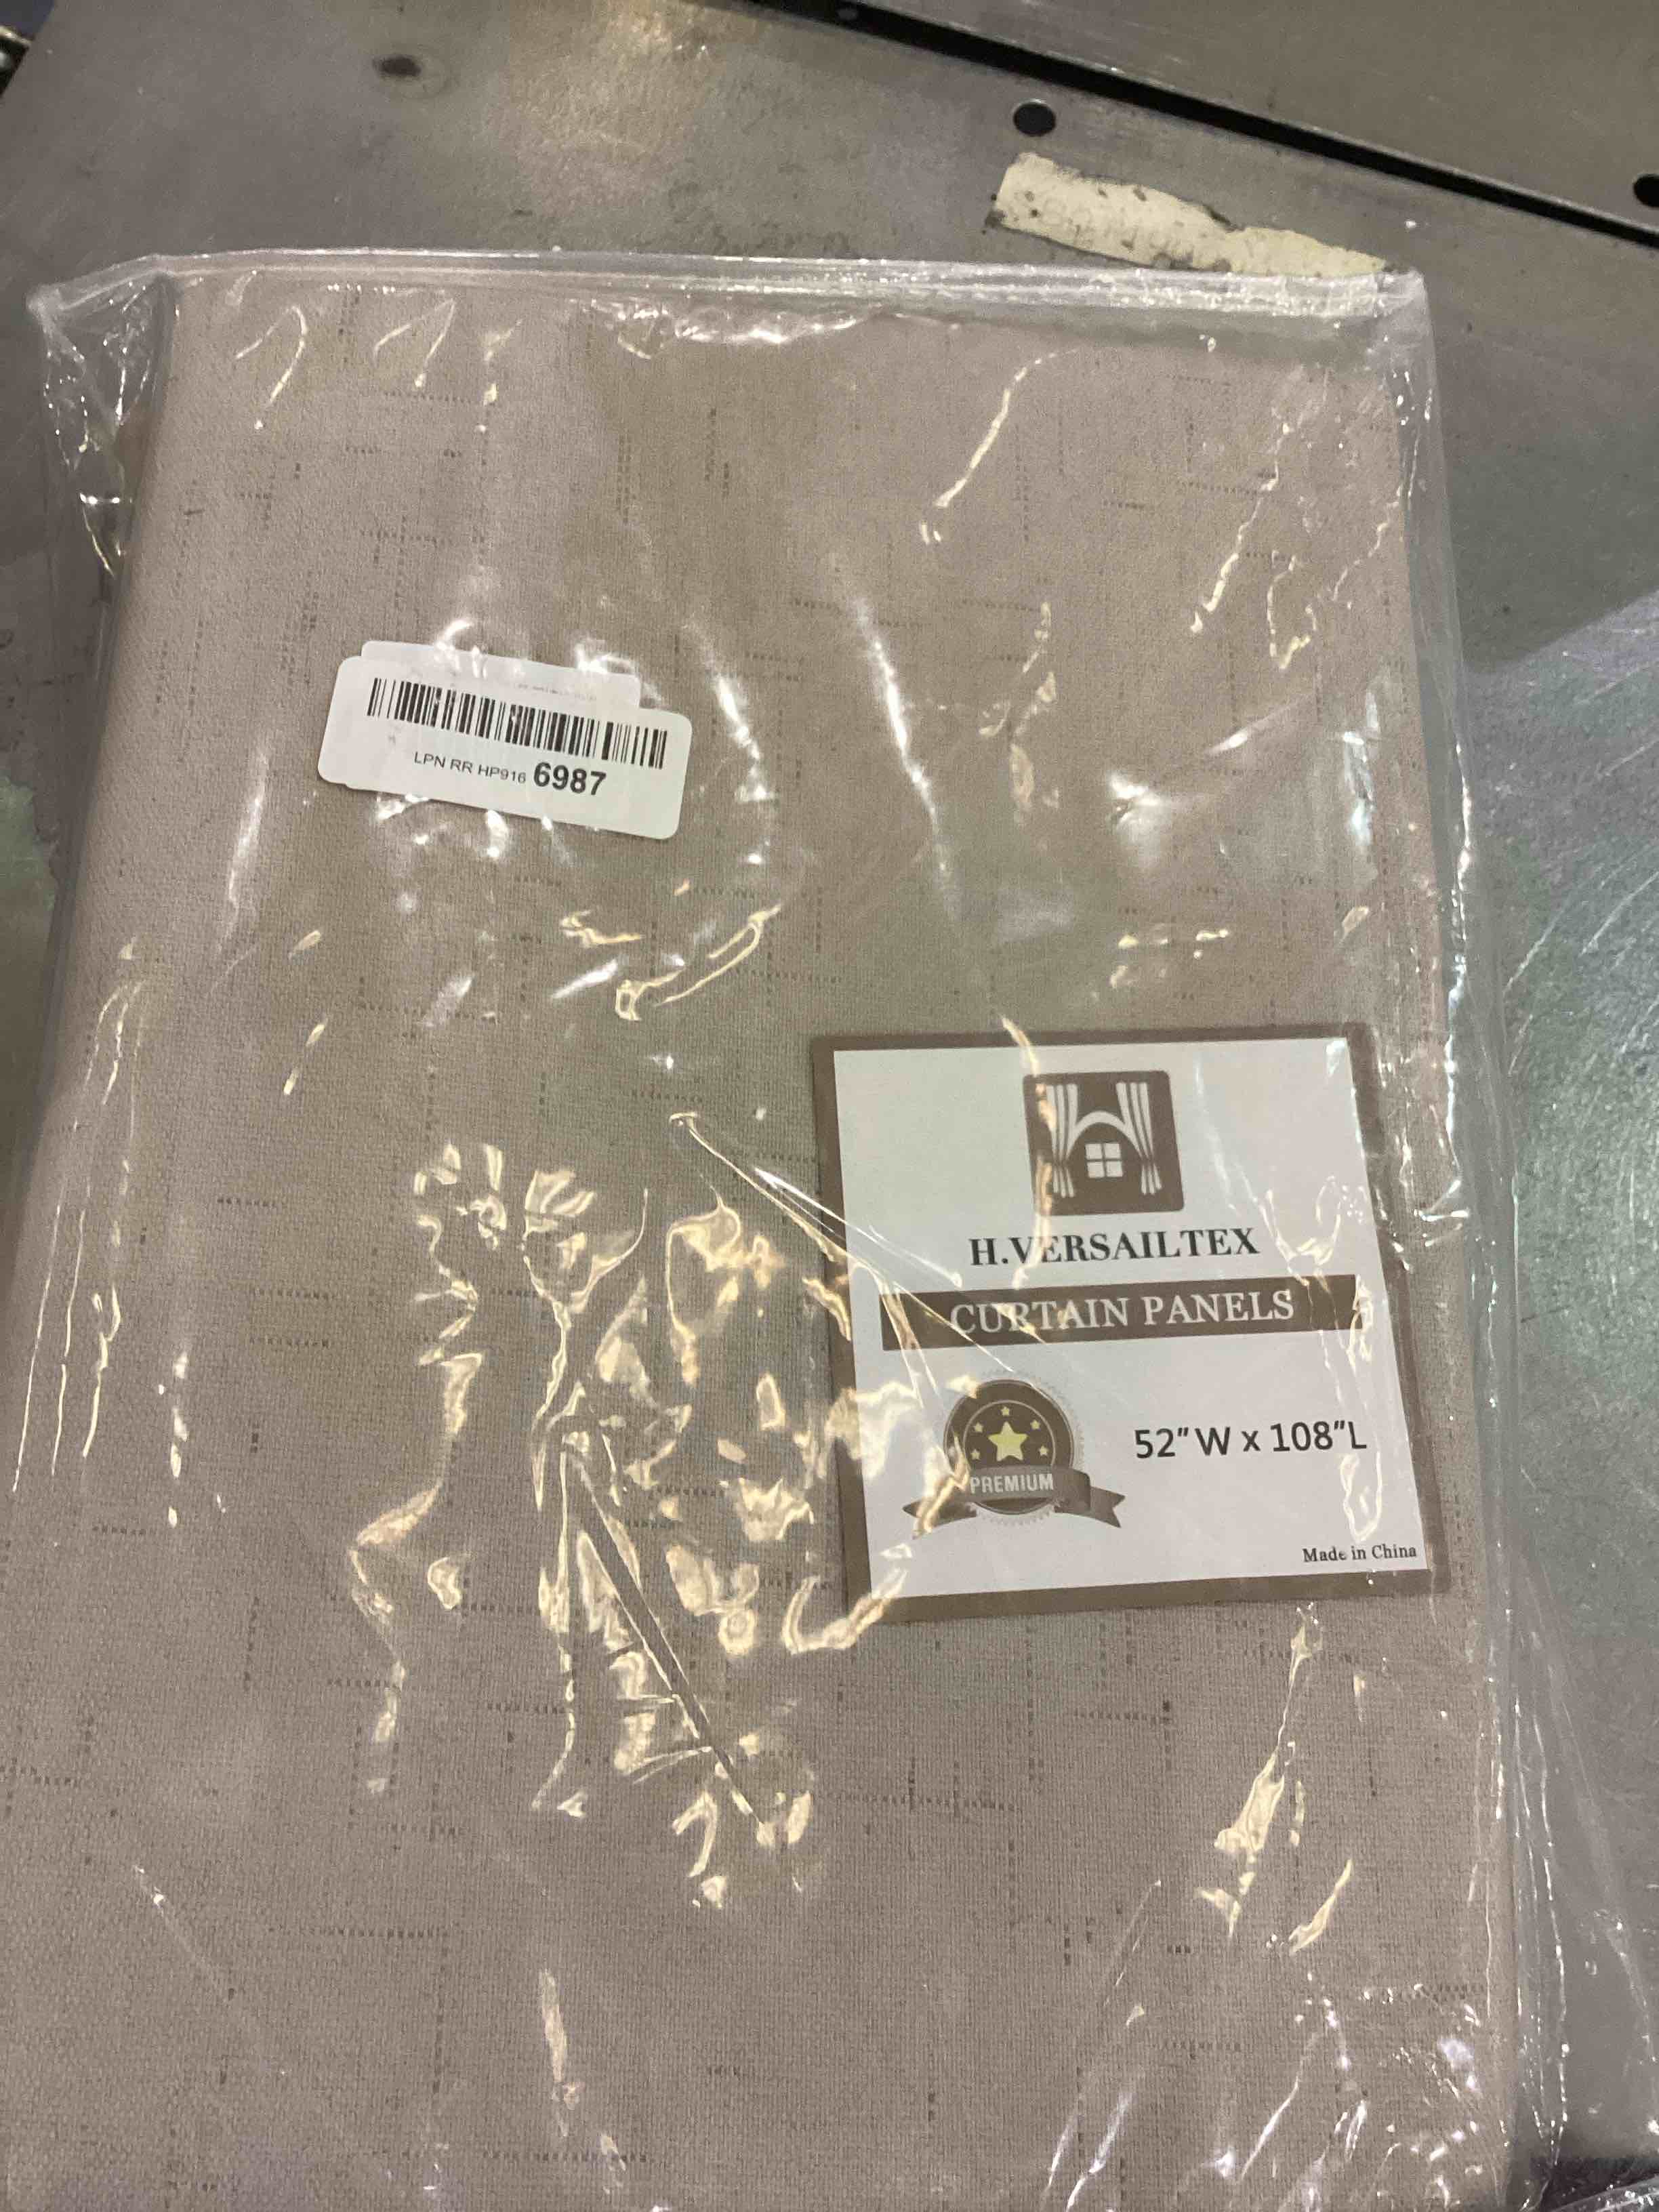 LPN RR HP916 6987
H.VERSAILTEX
CURTAIN PANELS
PREMIUM
52"W x 108"L
Made in China